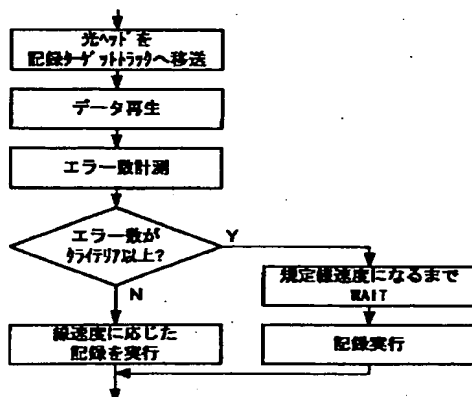 光ヘッドを
記録ターゲットトラックへ移送
データ再生
エラー数計測
エラー数が
クライテリア以上?
Y
N
規定線速度になるまで
WAIT
線速度に応じた
記録を実行
記録実行